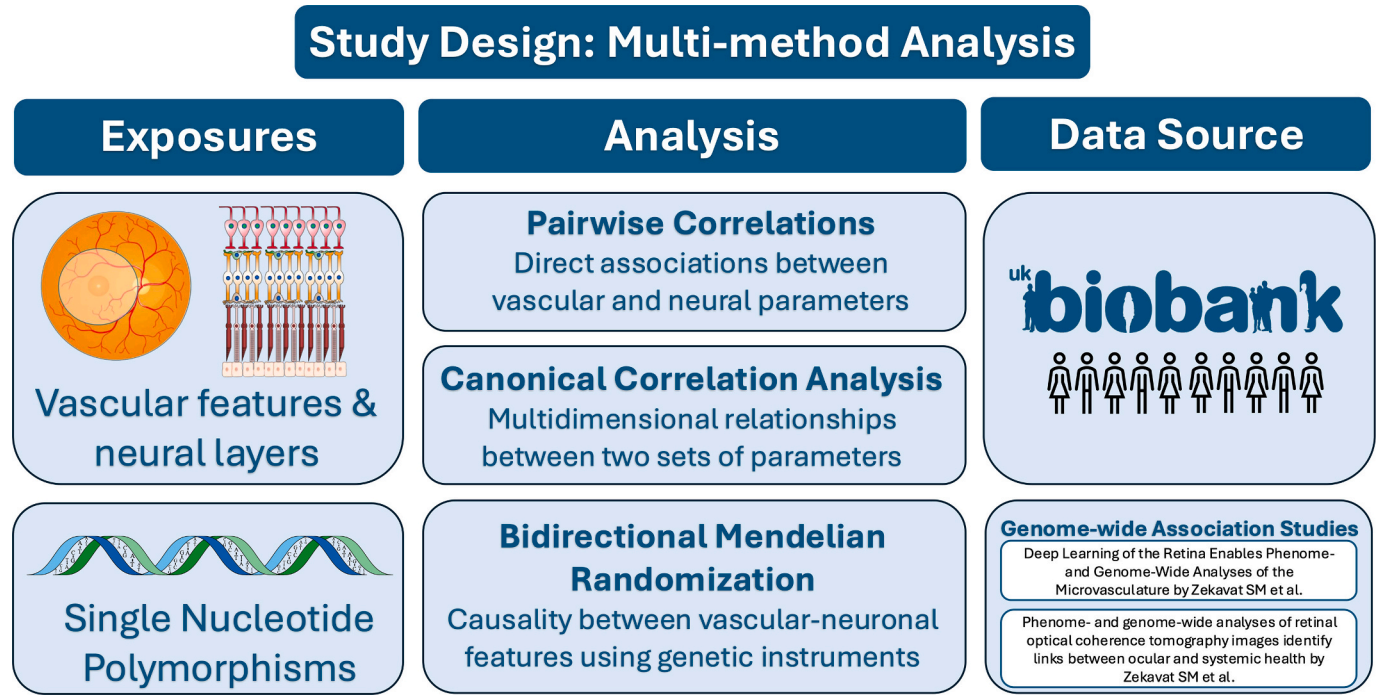 Study Design: Multi-method Analysis
Exposures
Analysis
Data Source
Vascular features &
neural layers
Pairwise Correlations
Direct associations between
vascular and neural parameters
Canonical Correlation Analysis
Multidimensional relationships
between two sets of parameters
uk
biobank
Single Nucleotide
Polymorphisms
Bidirectional Mendelian
Randomization
Causality between vascular-neuronal
features using genetic instruments
Genome-wide Association Studies
Deep Learning of the Retina Enables Phenome-
and Genome-Wide Analyses of the
Microvasculature by Zekavat SM et al.
Phenome- and genome-wide analyses of retinal
optical coherence tomography images identify
links between ocular and systemic health by
Zekavat SM et al.